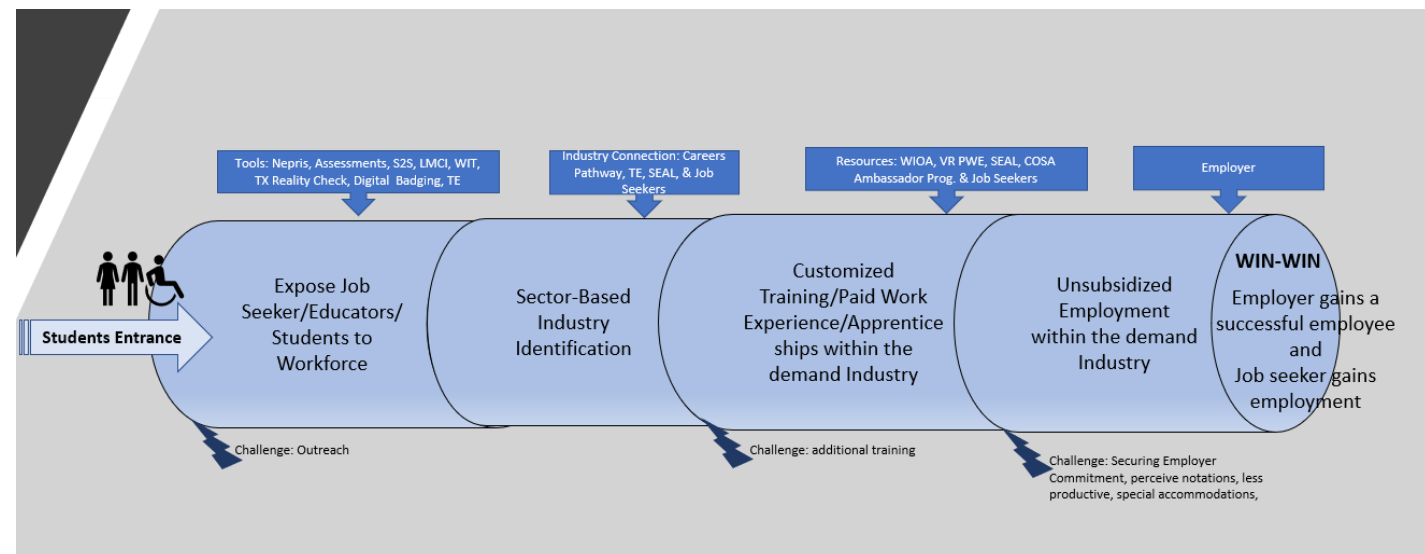 Tools: Nepris, Assessments, S2S, LMCI, WIT,
TX Reality Check, Digital Badging, TE
Industry Connection: Careers
Pathway, TE, SEAL, & Job
Seekers
Resources: WIOA, VR PWE, SEAL, COSA
Ambassador Prog. & Job Seekers
Employer
Students Entrance
Expose Job
Seeker/Educators/
Students to
Workforce
Sector-Based
Industry
Identification
Customized
Training/Paid Work
Experience/Apprentice
ships within the
demand Industry
Unsubsidized
Employment
within the demand
Industry
WIN-WIN
Employer gains a
successful employee
and
Job seeker gains
employment
Challenge: Outreach
Challenge: additional training
Challenge: Securing Employer
Commitment, perceive notations, less
productive, special accommodations,